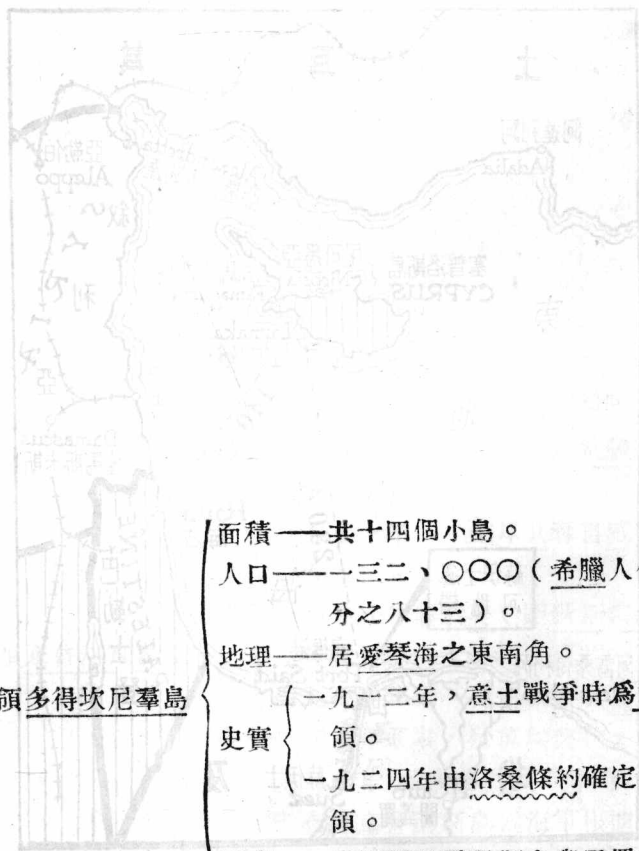 面積——共十四個小島。
人口——一三二、〇〇〇（希臘人
分之八十三）。
地理——居愛琴海之東南角。
領多得坎尼羣島
史實
一九一二年，意土戰爭時爲
領。
一九二四年由洛桑條約確定
領。